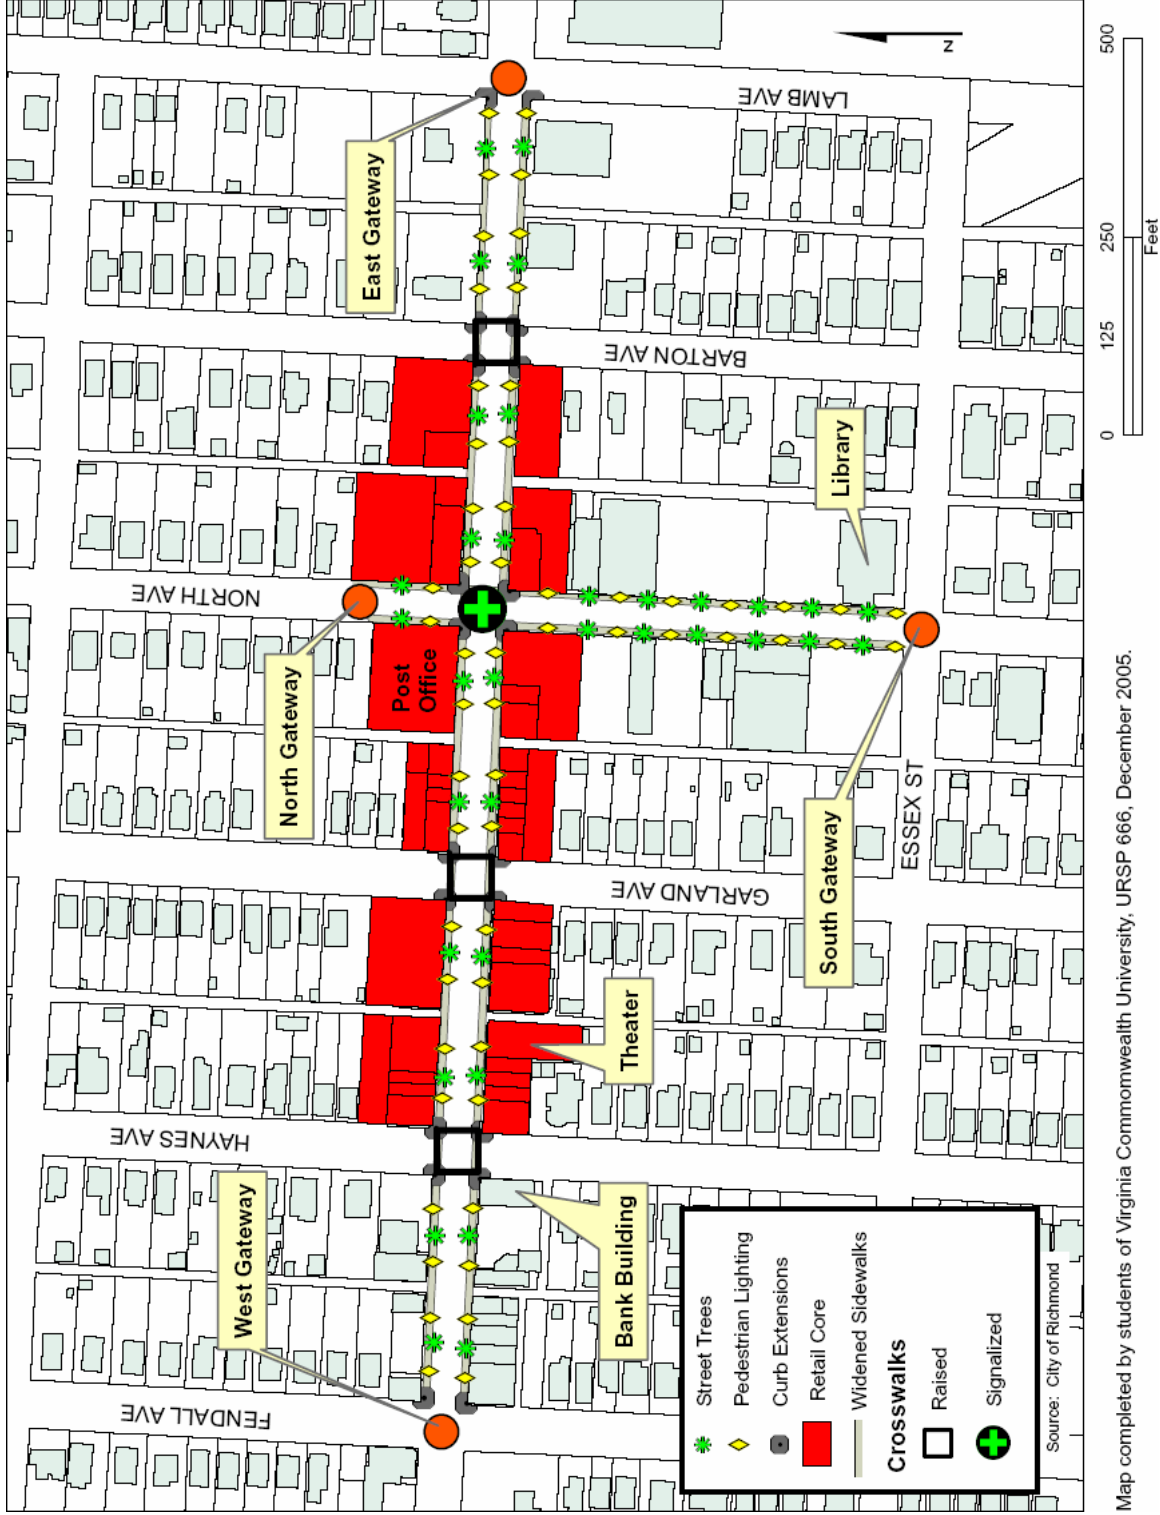 West Gateway
North Gateway
East Gateway
FENDALL AVE
HAYNES AVE
NORTH AVE
Post
Office
Bank Building
Theater
GARLAND AVE
BARTON AVE
LAMB AVE
South Gateway
Library
ESSEX ST
N
Street Trees
Pedestrian Lighting
Curb Extensions
Retail Core
Widened Sidewalks
Crosswalks
Raised
Signalized
Source: City of Richmond
0 125 250 500
Feet
Map completed by students of Virginia Commonwealth University, URSP 666, December 2005.